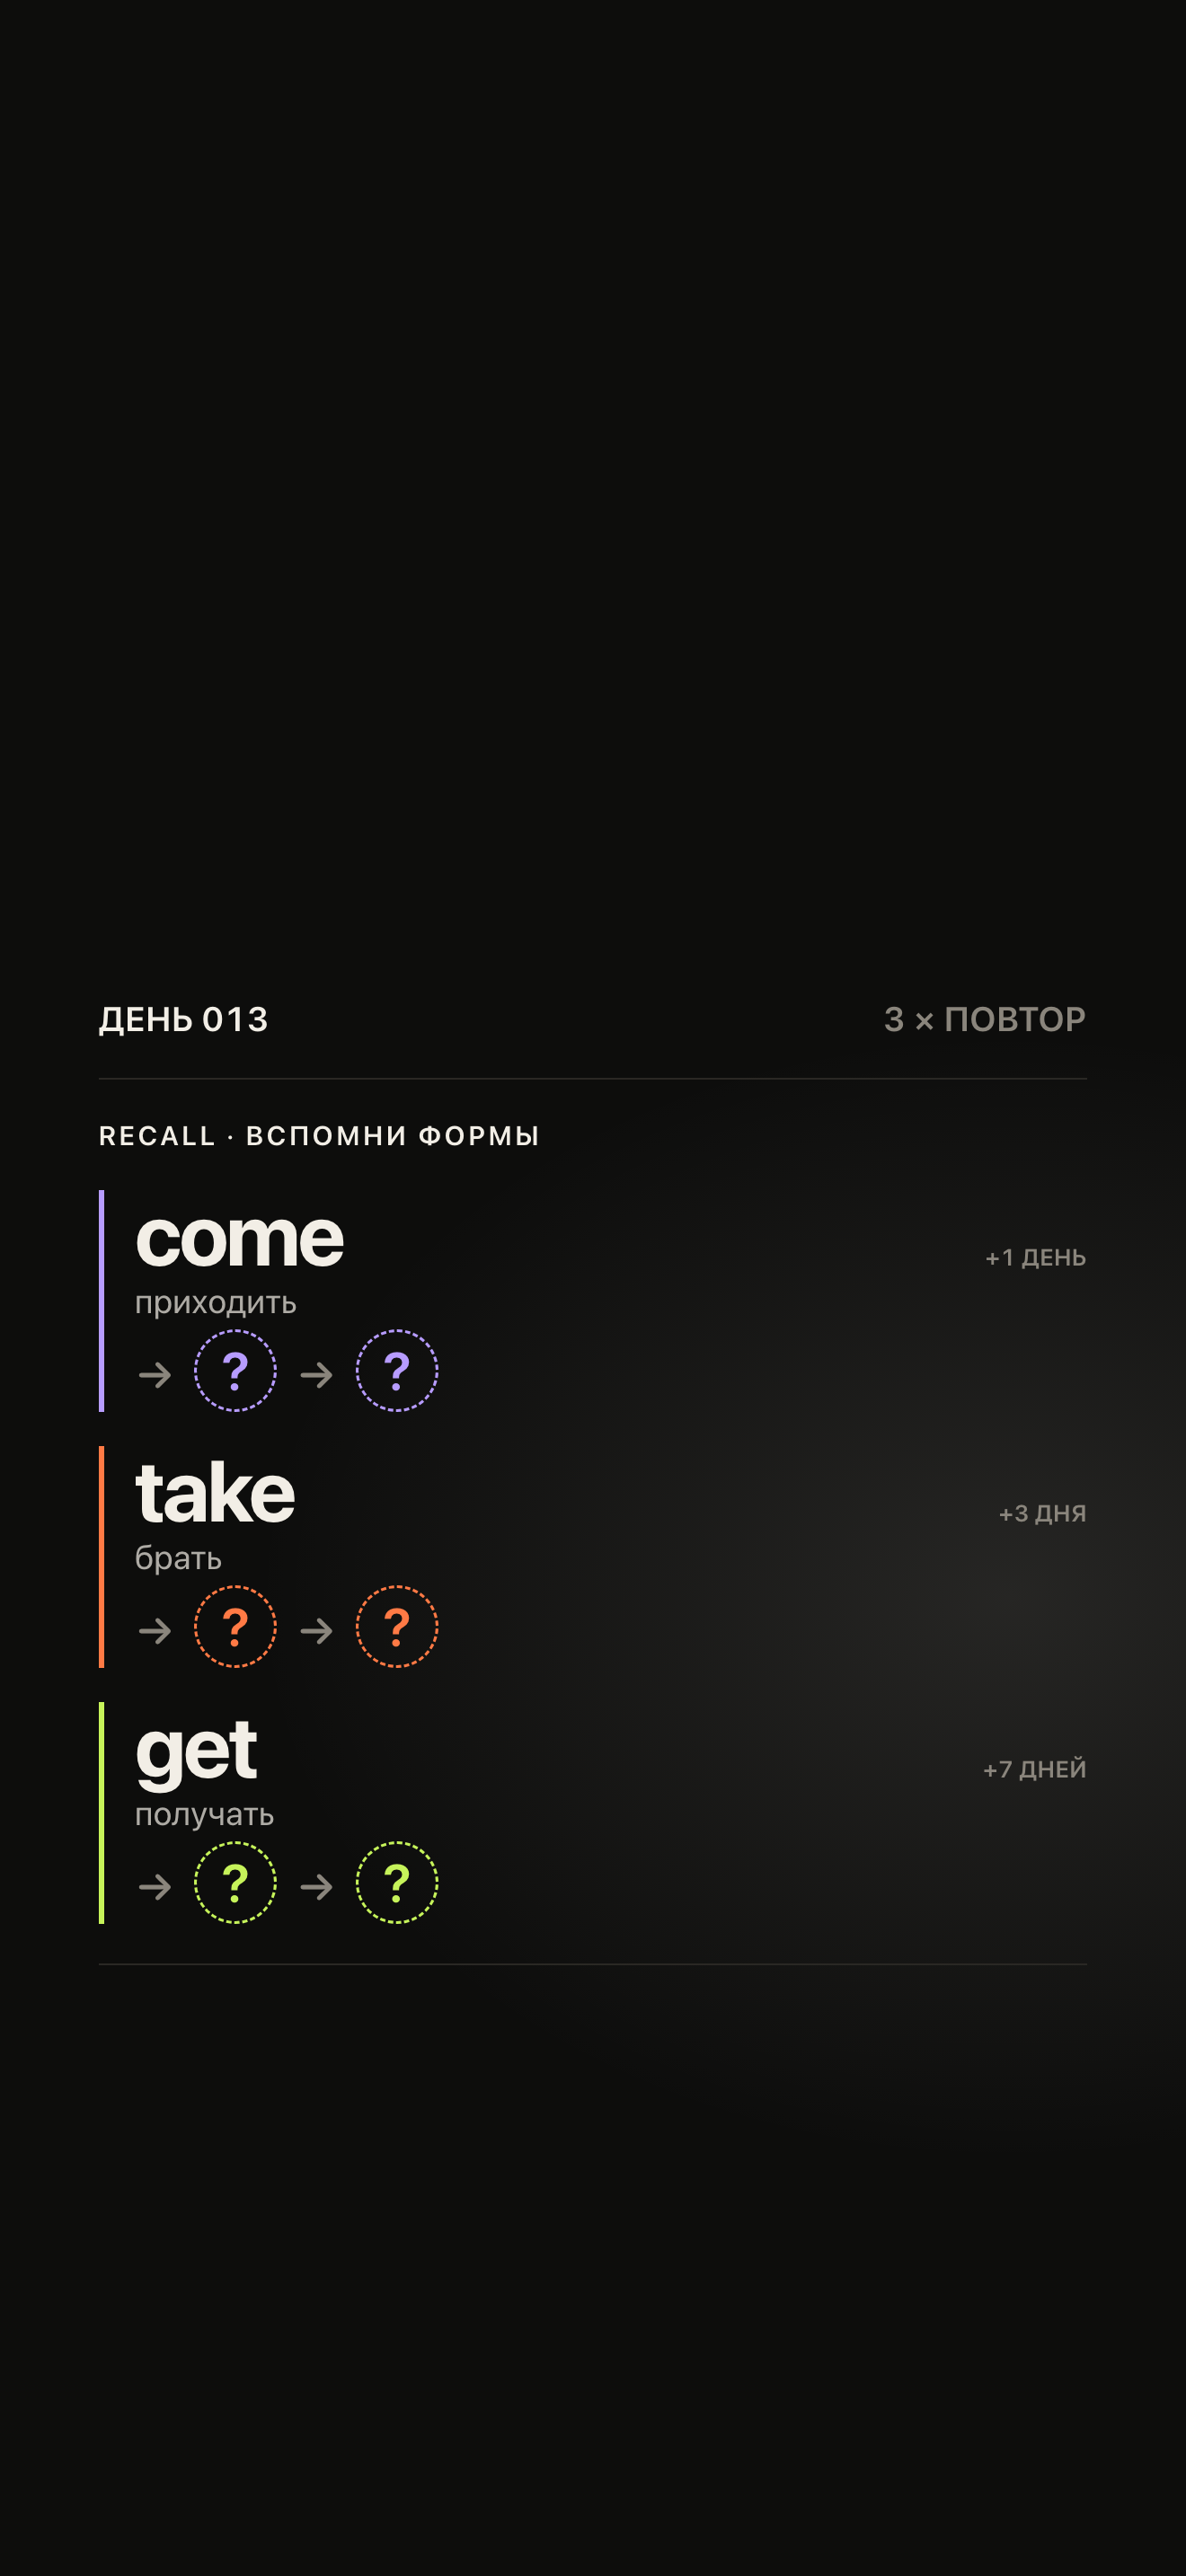 ДЕНЬ 013
3 × ПОВТОР
RECALL · ВСПОМНИ ФОРМЫ
come
+1 ДЕНЬ
приходить
→ ? → ?
take
+3 ДНЯ
брать
→ ? → ?
get
+7 ДНЕЙ
получать
→ ? → ?